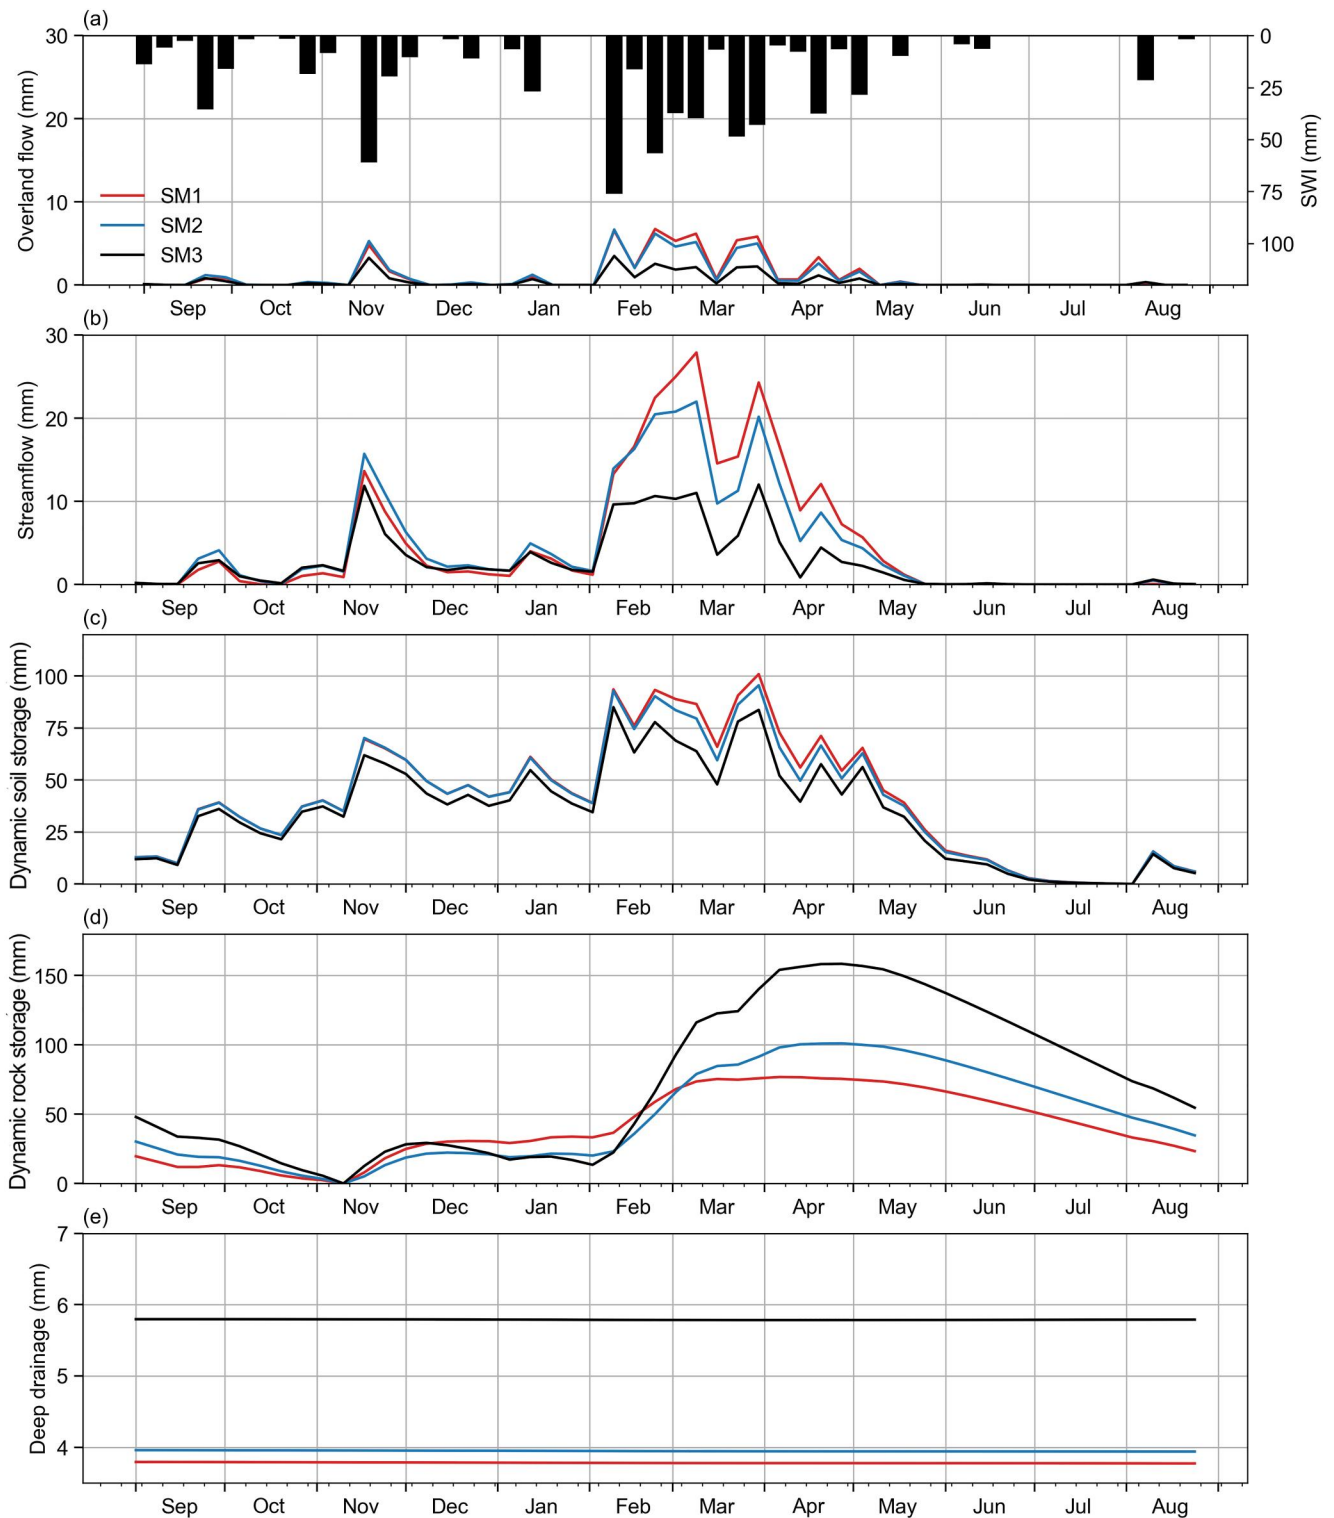 (a)
30
20
10
0
Overland flow (mm)
0
25
50
75
100
SWI (mm)
SM1
SM2
SM3
Sep Oct Nov Dec Jan Feb Mar Apr May Jun Jul Aug
(b)
30
20
10
0
Streamflow (mm)
Sep Oct Nov Dec Jan Feb Mar Apr May Jun Jul Aug
(c)
100
75
50
25
0
Dynamic soil storage (mm)
Sep Oct Nov Dec Jan Feb Mar Apr May Jun Jul Aug
(d)
150
100
50
0
Dynamic rock storage (mm)
Sep Oct Nov Dec Jan Feb Mar Apr May Jun Jul Aug
(e)
7
6
5
4
Deep drainage (mm)
Sep Oct Nov Dec Jan Feb Mar Apr May Jun Jul Aug